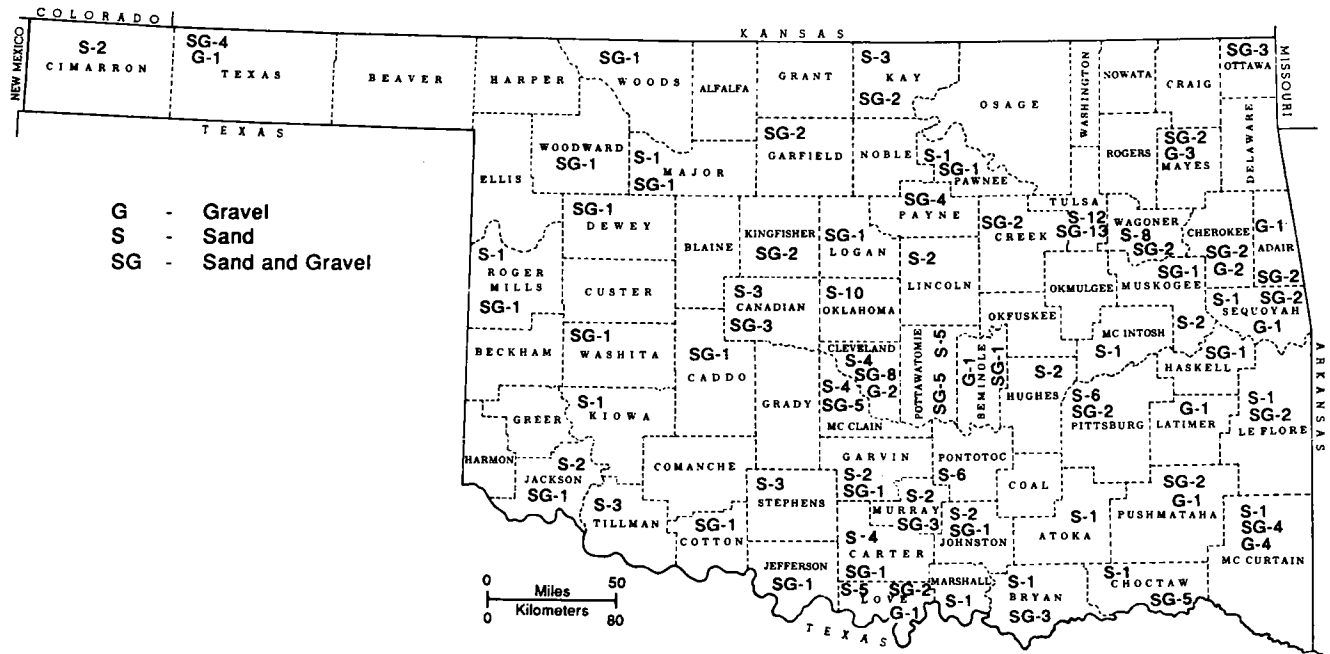 COLORADO
KANSAS
NEW MEXICO
MISSOURI
ARKANSAS
TEXAS
S-2
CIMARRON
SG-4
G-1
TEXAS
BEAVER
HARPER
SG-1
WOODS
ALFALFA
GRANT
S-3
KAY
SG-2
OSAGE
WASHINGTON
NOWATA
CRAIG
SG-3
OTTAWA
ELLIS
WOODWARD
SG-1
S-1
MAJOR
SG-1
SG-2
GARFIELD
NOBLE
S-1
SG-1
PAWNEE
ROGERS
SG-2
G-3
MAYES
DELAWARE
G - Gravel
S - Sand
SG - Sand and Gravel
SG-1
DEWEY
BLAINE
KINGFISHER
SG-2
SG-1
LOGAN
SG-4
PAYNE
SG-2
CREEK
TULSA
S-12
SG-13
WAGONER
S-8
SG-2
CHEROKEE
SG-2
G-2
G-1
ADAIR
SG-2
S-1
ROGER
MILLS
SG-1
CUSTER
S-3
CANADIAN
SG-3
S-10
OKLAHOMA
S-2
LINCOLN
OKMULGEE
SG-1
MUSKOGEE
S-2
S-1
SG-2
SEQUOYAH
G-1
BECKHAM
SG-1
WASHITA
SG-1
CADDO
GRADY
CLEVELAND
S-4
SG-8
G-2
S-4
SG-5
MC CLAIN
POTTAWATOMIE
SG-5 S-5
SEMINOLE
G-1
SG-1
OKFUSKEE
S-2
HUGHES
MC INTOSH
S-1
SG-1
HASKELL
GREER
S-1
KIOWA
S-6
SG-2
PITTSBURG
G-1
LATIMER
S-1
SG-2
LE FLORE
HARMON
S-2
JACKSON
SG-1
COMANCHE
GARVIN
S-2
SG-1
PONTOTOC
S-6
COAL
S-3
TILLMAN
SG-1
COTTON
S-3
STEPHENS
S-2
MURRAY
SG-3
S-2
SG-1
JOHNSTON
S-1
ATOKA
SG-2
G-1
PUSHMATAHA
S-1
SG-4
G-4
MC CURTAIN
JEFFERSON
SG-1
S-4
CARTER
SG-1
S-5
SG-2
LOVE
G-1
MARSHALL
S-1
S-1
BRYAN
SG-3
S-1
CHOCTAW
SG-5
0 50
Miles
Kilometers
0 80
TEXAS